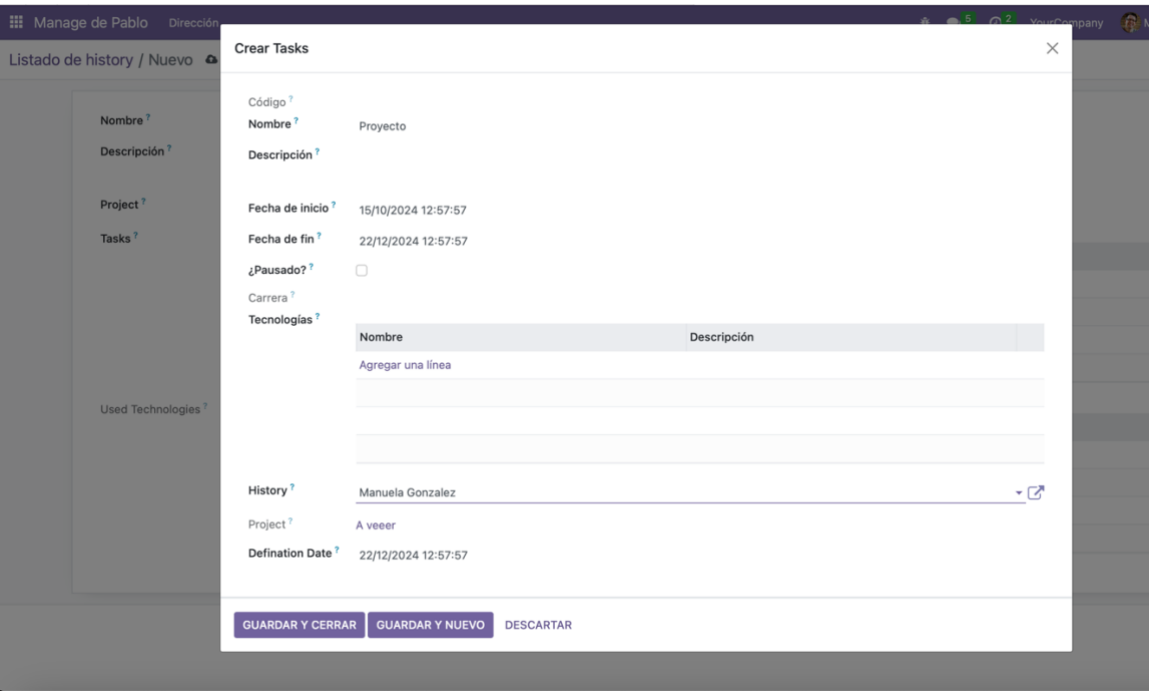 Manage de Pablo Dirección 5 2 YourCompany M
Listado de history / Nuevo
Crear Tasks
Nombre ?
Descripción ?
Project ?
Tasks ?
Used Technologies ?
Código ?
Nombre ? Proyecto
Descripción ?
Fecha de inicio ? 15/10/2024 12:57:57
Fecha de fin ? 22/12/2024 12:57:57
¿Pausado? ?
Carrera ?
Tecnologías ?
Nombre Descripción
Agregar una línea
History ? Manuela Gonzalez
Project ? A veeer
Defination Date ? 22/12/2024 12:57:57
GUARDAR Y CERRAR GUARDAR Y NUEVO DESCARTAR